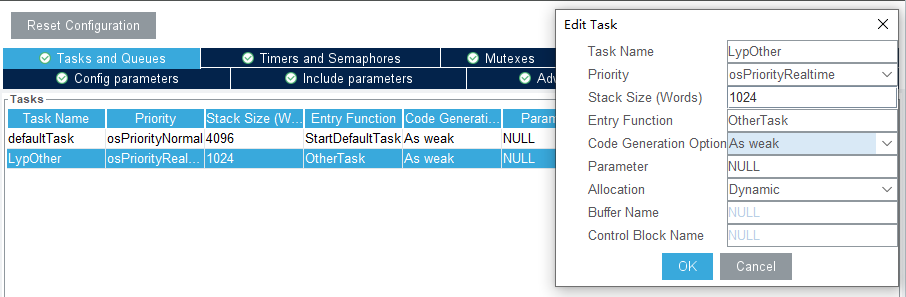 Reset Configuration
Tasks and Queues
Timers and Semaphores
Mutexes
Config parameters
Include parameters
Adv
Tasks
Task Name Priority Stack Size (W... Entry Function Code Generati... Param
defaultTask osPriorityNormal 4096 StartDefaultTask As weak NULL
LypOther osPriorityReal... 1024 OtherTask As weak NULL
Edit Task
Task Name LypOther
Priority osPriorityRealtime
Stack Size (Words) 1024
Entry Function OtherTask
Code Generation Option As weak
Parameter NULL
Allocation Dynamic
Buffer Name NULL
Control Block Name NULL
OK Cancel